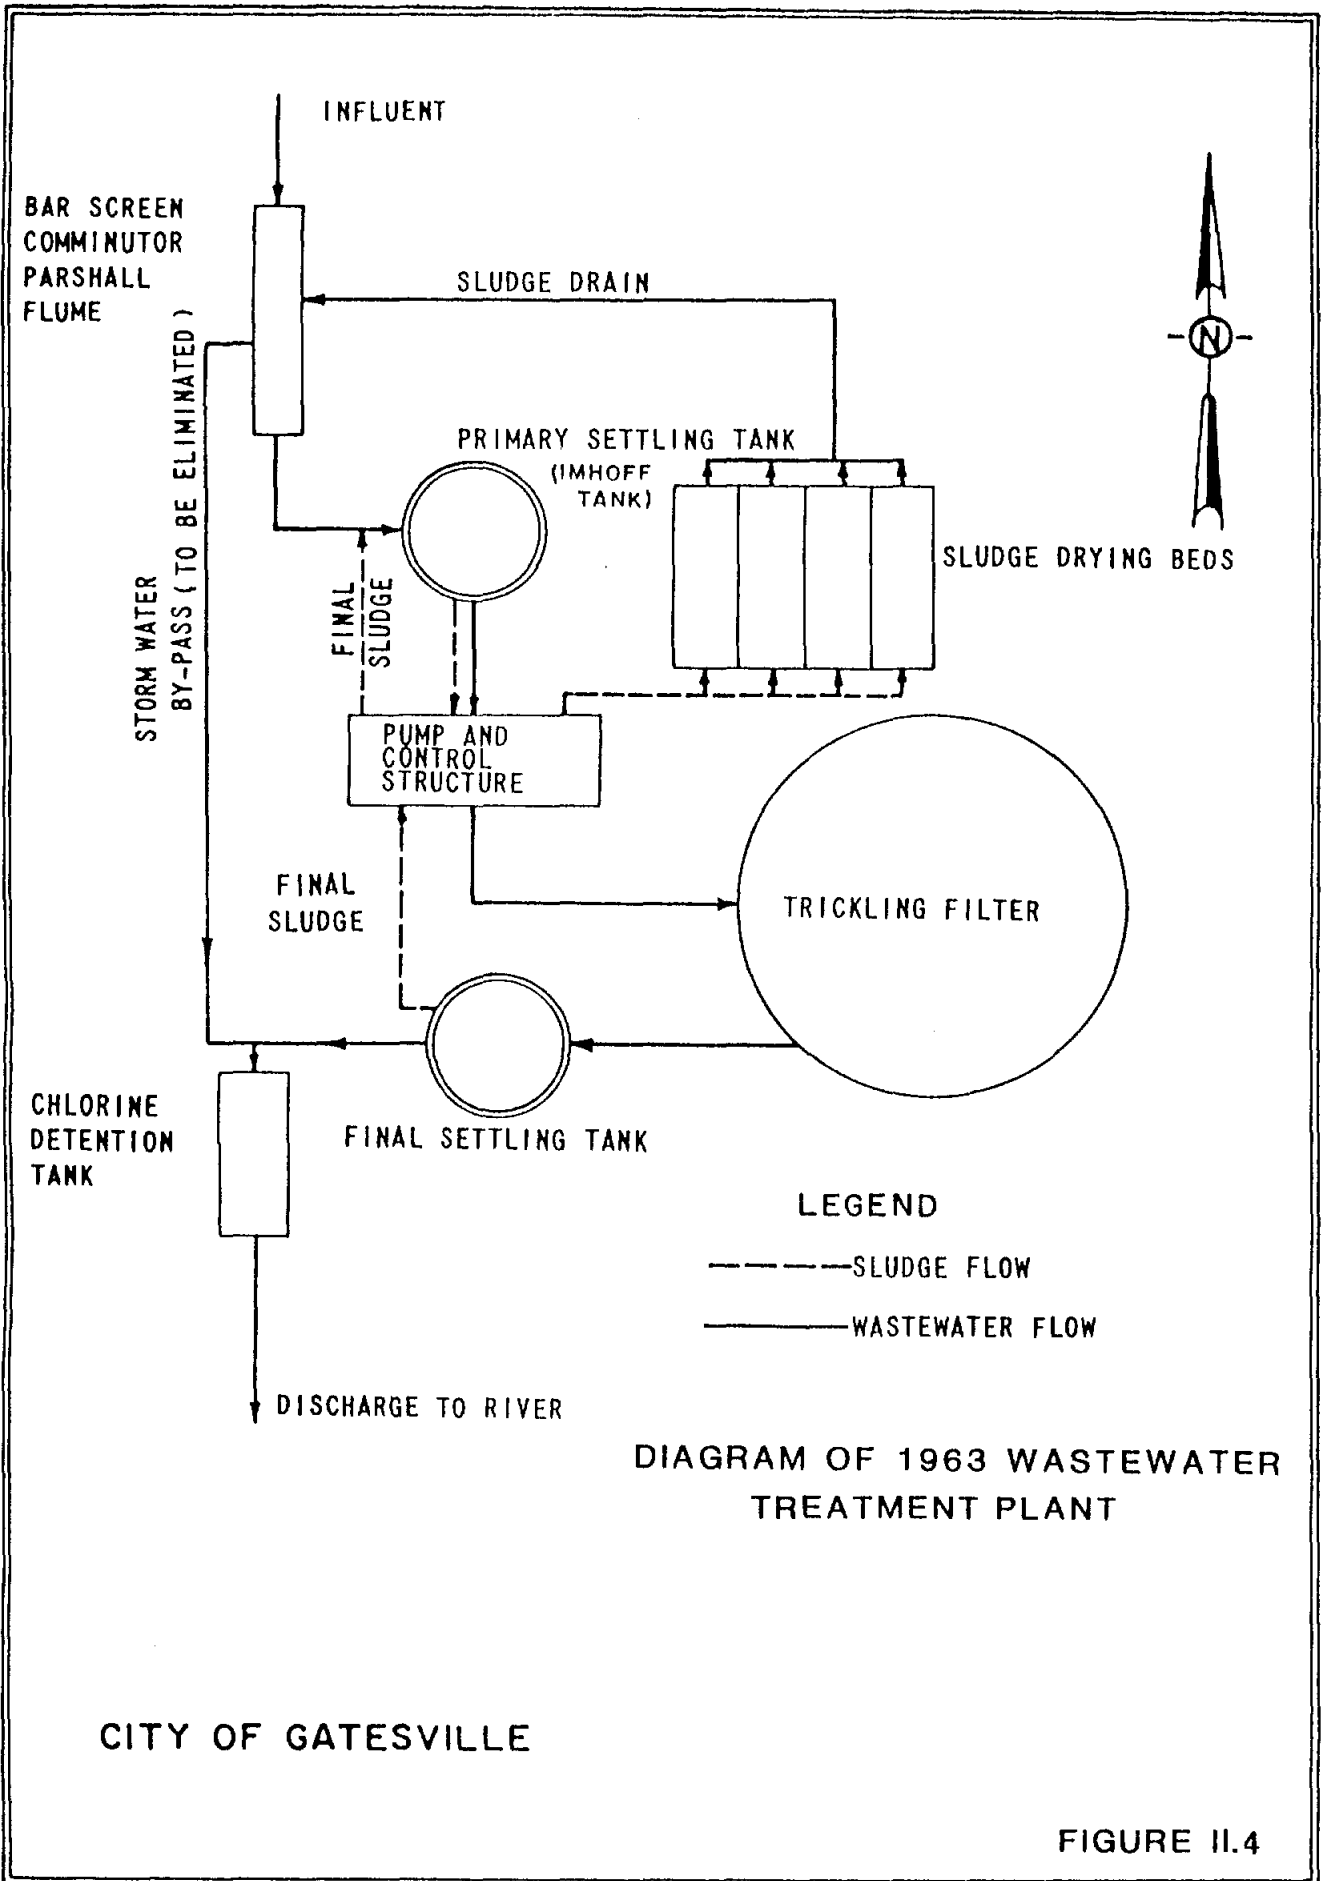 INFLUENT
BAR SCREEN
COMMINUTOR
PARSHALL
FLUME
SLUDGE DRAIN
N
STORM WATER
BY-PASS (TO BE ELIMINATED)
PRIMARY SETTLING TANK
(IMHOFF
TANK)
SLUDGE DRYING BEDS
FINAL
SLUDGE
PUMP AND
CONTROL
STRUCTURE
FINAL
SLUDGE
TRICKLING FILTER
CHLORINE
DETENTION
TANK
FINAL SETTLING TANK
LEGEND
SLUDGE FLOW
WASTEWATER FLOW
DISCHARGE TO RIVER
DIAGRAM OF 1963 WASTEWATER
TREATMENT PLANT
CITY OF GATESVILLE
FIGURE II.4